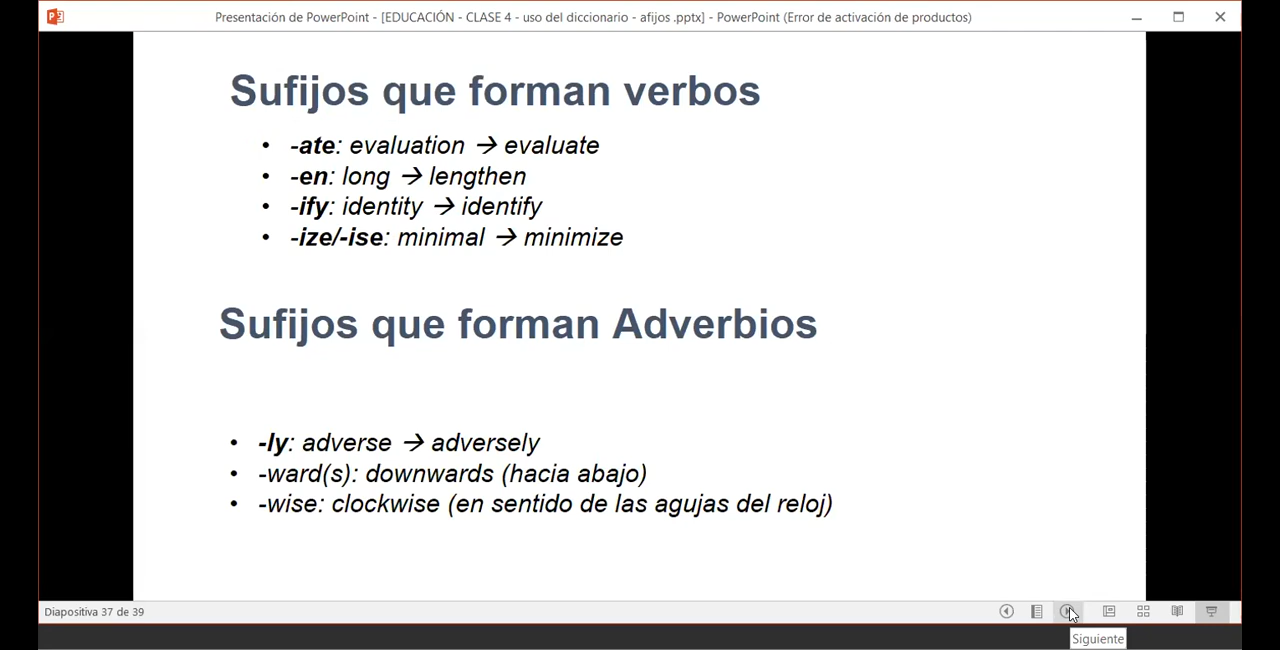 Presentación de PowerPoint - [EDUCACIÓN - CLASE 4 - uso del diccionario - afijos .pptx] - PowerPoint (Error de activación de productos)
Sufijos que forman verbos
• -ate: evaluation → evaluate
• -en: long → lengthen
• -ify: identity → identify
• -ize/-ise: minimal → minimize
Sufijos que forman Adverbios
• -ly: adverse → adversely
• -ward(s): downwards (hacia abajo)
• -wise: clockwise (en sentido de las agujas del reloj)
Diapositiva 37 de 39
Siguiente